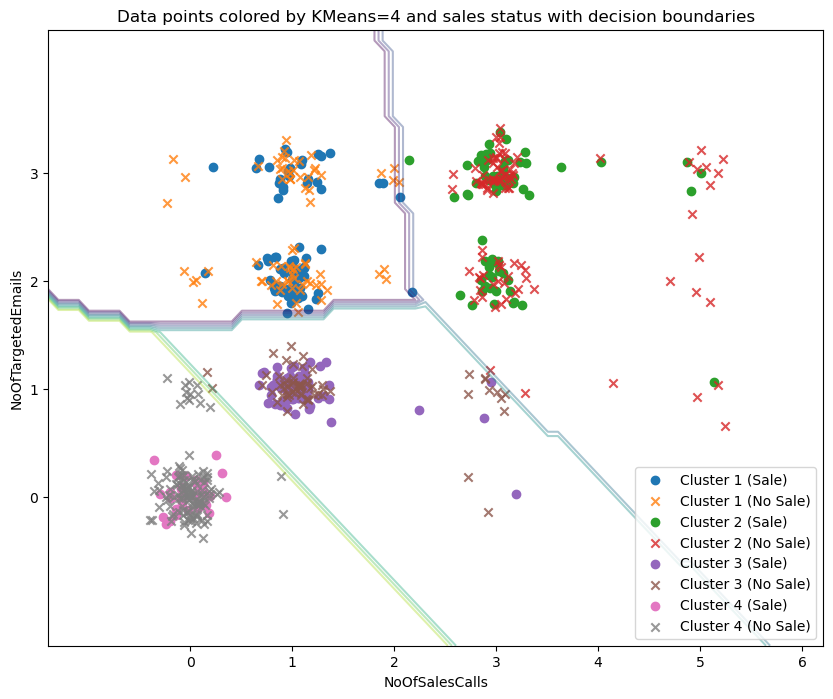 Data points colored by KMeans=4 and sales status with decision boundaries
NoOfTargetedEmails
3
2
1
0
Cluster 1 (Sale)
Cluster 1 (No Sale)
Cluster 2 (Sale)
Cluster 2 (No Sale)
Cluster 3 (Sale)
Cluster 3 (No Sale)
Cluster 4 (Sale)
Cluster 4 (No Sale)
0 1 2 3 4 5 6
NoOfSalesCalls